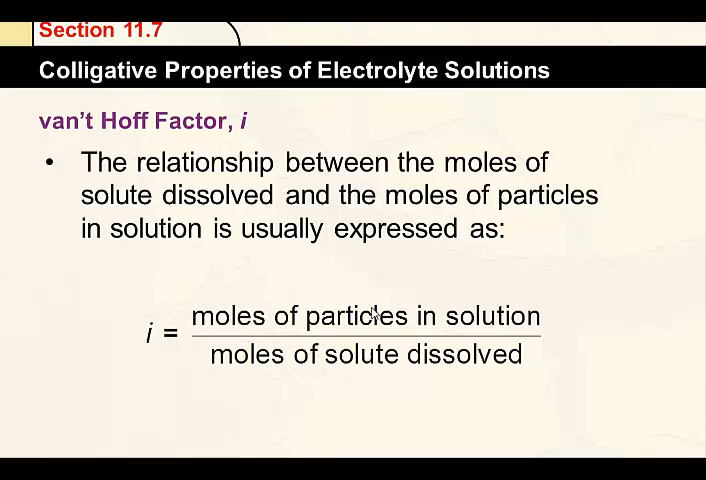 Section 11.7
Colligative Properties of Electrolyte Solutions
van't Hoff Factor, i
• The relationship between the moles of
solute dissolved and the moles of particles
in solution is usually expressed as:
i = moles of particles in solution
moles of solute dissolved